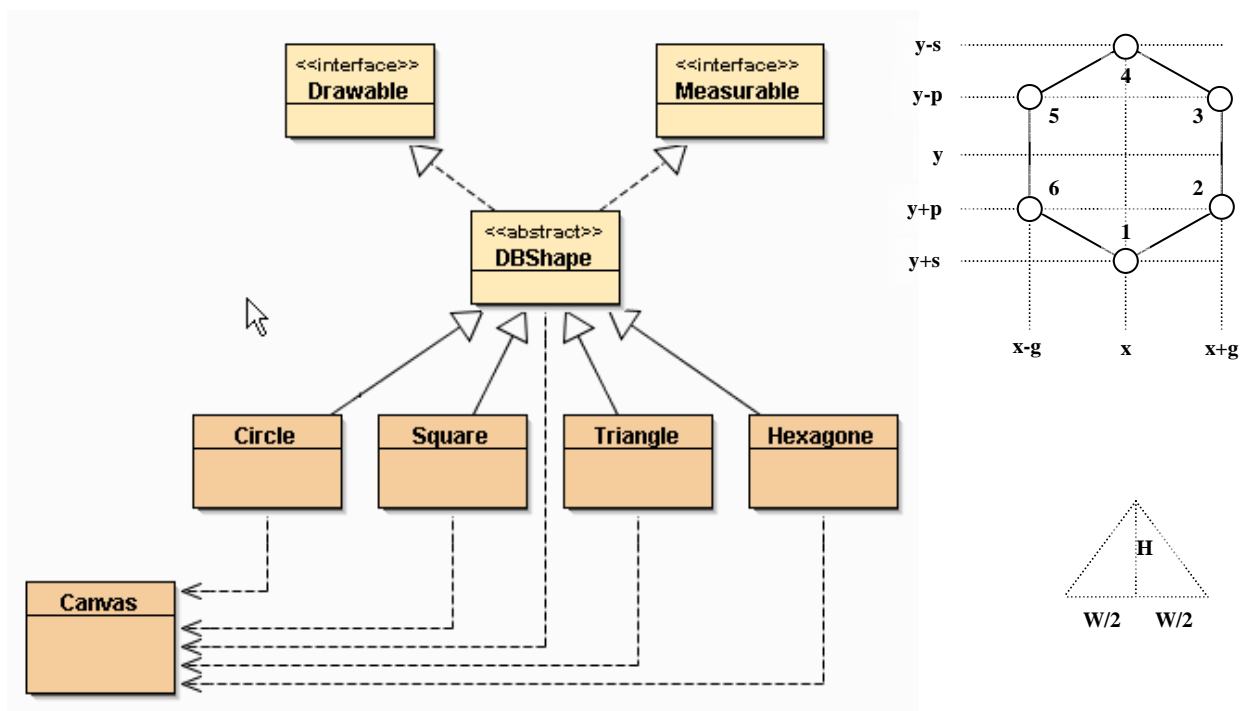 <<interface>>
Drawable
<<interface>>
Measurable
<<abstract>>
DBShape
Circle
Square
Triangle
Hexagone
Canvas
y-s
4
y-p
5
3
y
6
2
y+p
1
y+s
x-g
x
x+g
H
W/2
W/2